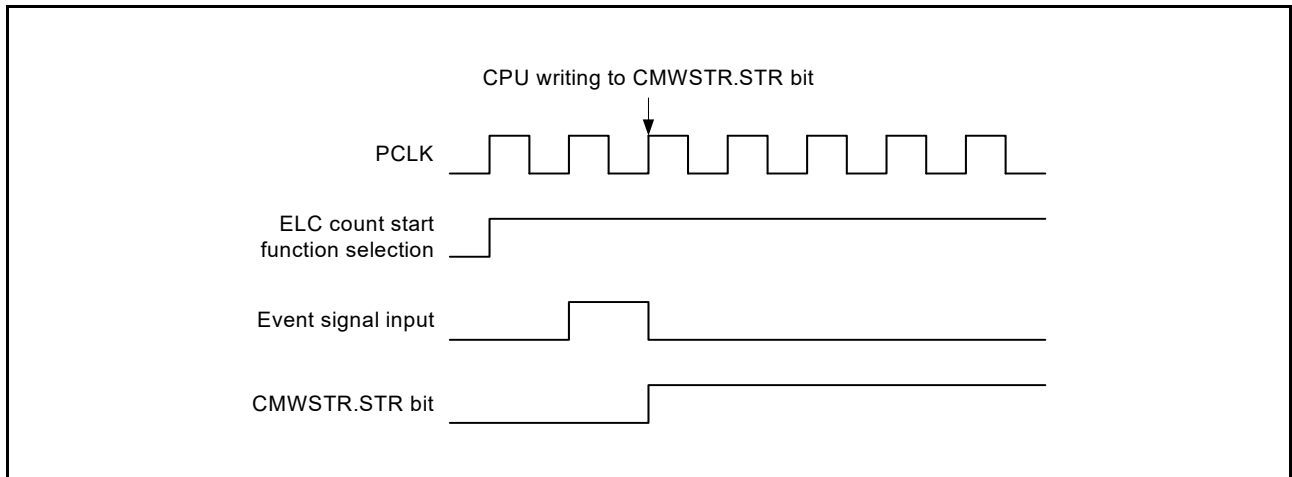 CPU writing to CMWSTR.STR bit
PCLK
ELC count start
function selection
Event signal input
CMWSTR.STR bit